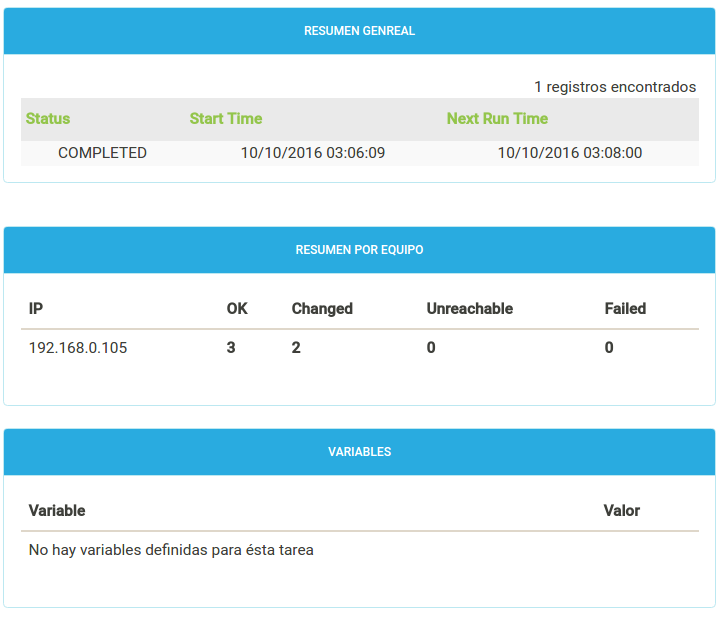 RESUMEN GENREAL
1 registros encontrados
Status Start Time Next Run Time
COMPLETED 10/10/2016 03:06:09 10/10/2016 03:08:00
RESUMEN POR EQUIPO
IP OK Changed Unreachable Failed
192.168.0.105 3 2 0 0
VARIABLES
Variable Valor
No hay variables definidas para ésta tarea